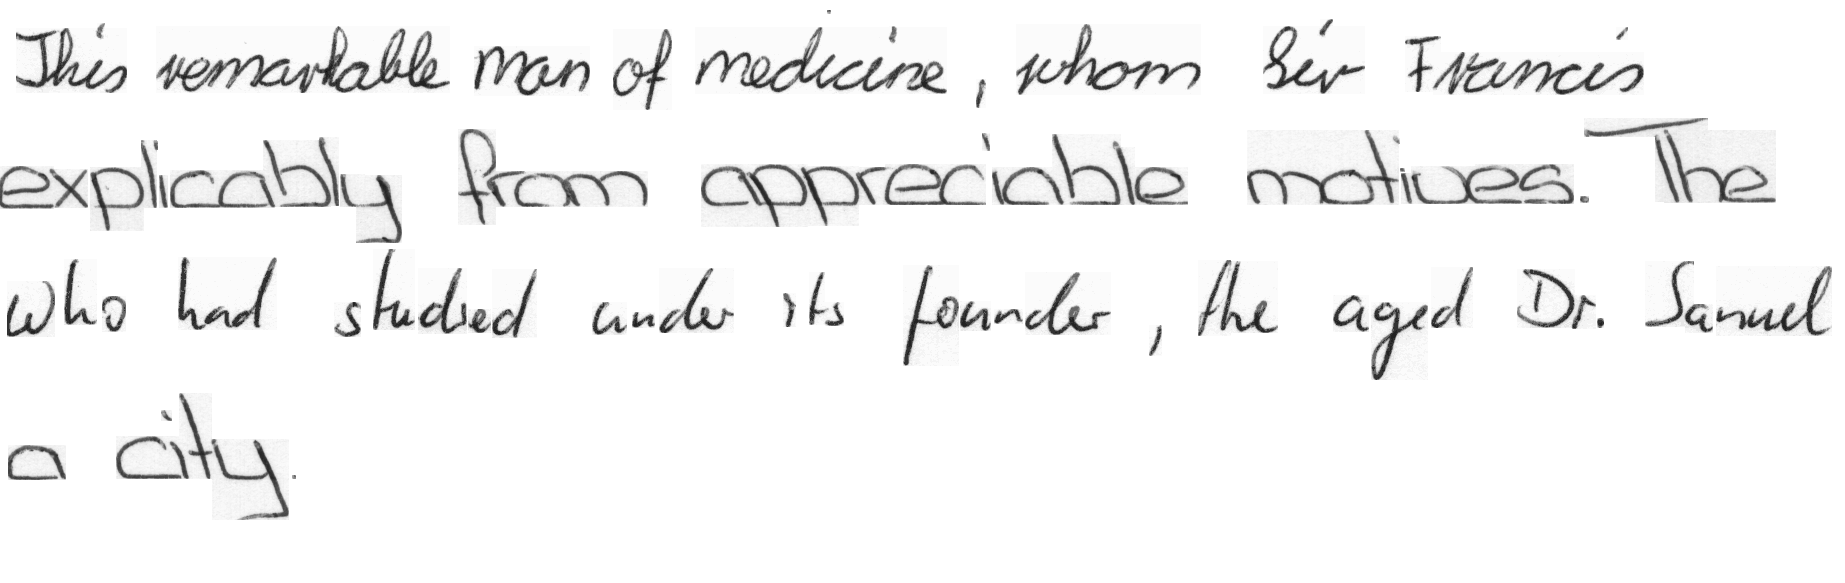 This remarkable man of medicine, whom Sir Francis
explicably from appreciable motives. The
who had studied under its founder, the aged Dr. Samuel
a city.